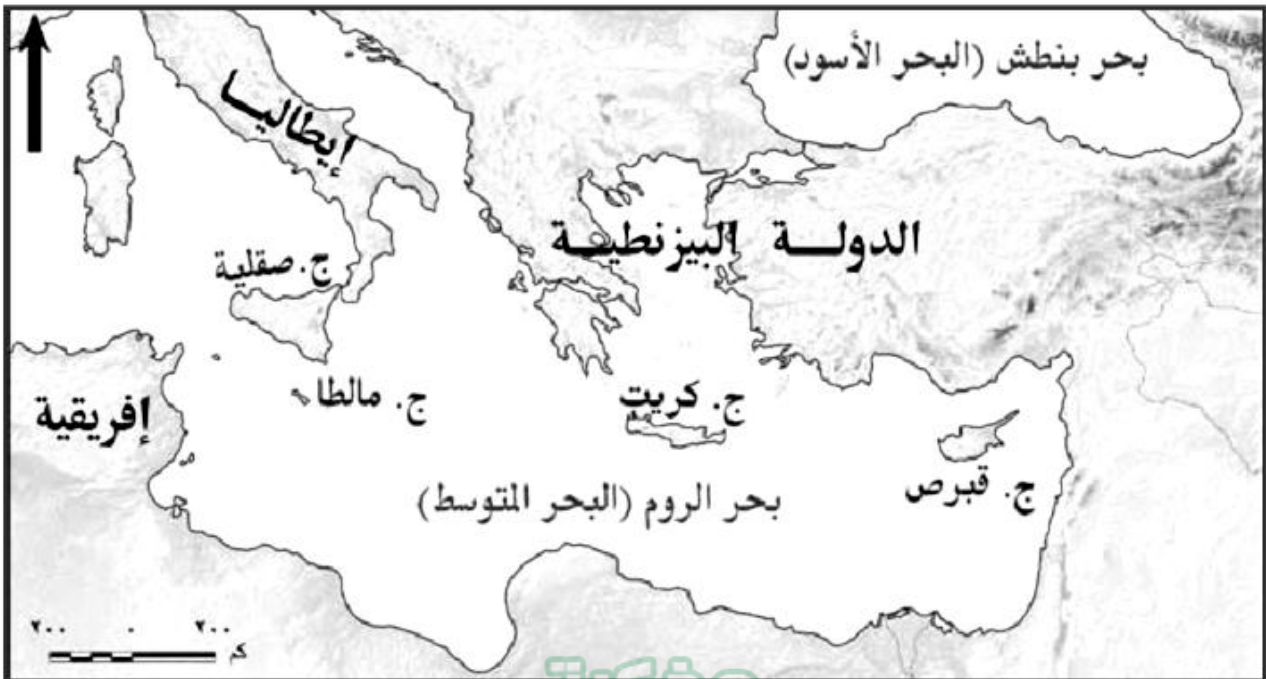 بحر بنطش (البحر الأسود)
إيطاليا
الدولة البيزنطية
ج. صقلية
ج. مالطا
ج. كريت
إفريقية
ج. قبرص
بحر الروم (البحر المتوسط)
٢٠٠ ٠ ٢٠٠
كم